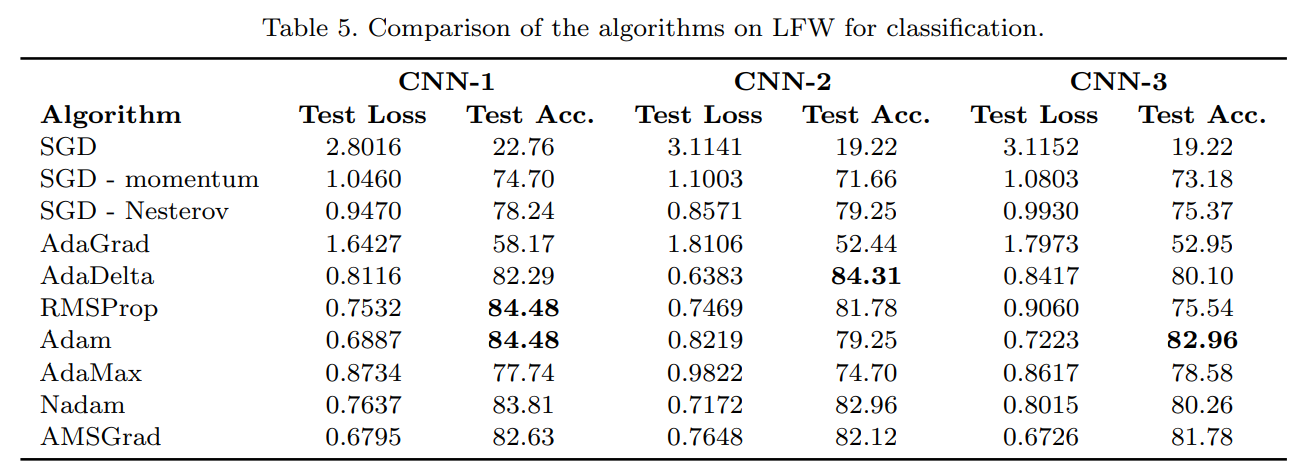 Table 5. Comparison of the algorithms on LFW for classification.
CNN-1 CNN-2 CNN-3
Algorithm Test Loss Test Acc. Test Loss Test Acc. Test Loss Test Acc.
SGD 2.8016 22.76 3.1141 19.22 3.1152 19.22
SGD - momentum 1.0460 74.70 1.1003 71.66 1.0803 73.18
SGD - Nesterov 0.9470 78.24 0.8571 79.25 0.9930 75.37
AdaGrad 1.6427 58.17 1.8106 52.44 1.7973 52.95
AdaDelta 0.8116 82.29 0.6383 84.31 0.8417 80.10
RMSProp 0.7532 84.48 0.7469 81.78 0.9060 75.54
Adam 0.6887 84.48 0.8219 79.25 0.7223 82.96
AdaMax 0.8734 77.74 0.9822 74.70 0.8617 78.58
Nadam 0.7637 83.81 0.7172 82.96 0.8015 80.26
AMSGrad 0.6795 82.63 0.7648 82.12 0.6726 81.78